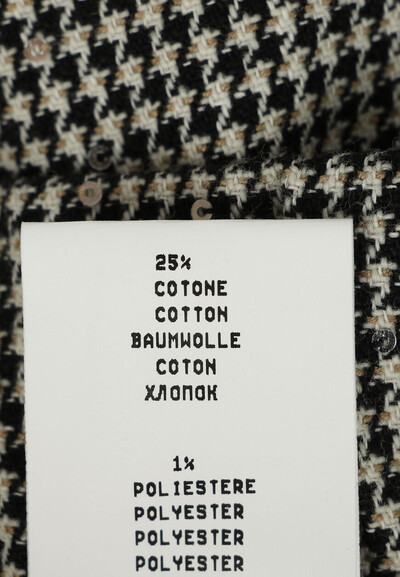 25%
COTONE
COTTON
BAUMWOLLE
COTON
ХЛОПОК
1%
POLIESTERE
POLYESTER
POLYESTER
POLYESTER